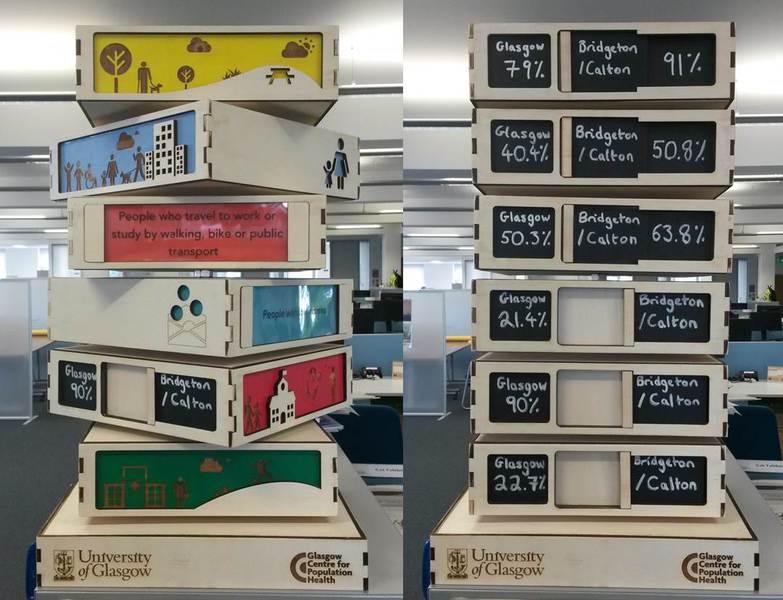 People who travel to work or
study by walking, bike or public
transport
People
Glasgow
90%
Bridgeton
/Calton
University
of Glasgow
Glasgow
Centre for
Population
Health
Glasgow
79%
Bridgeton
/Calton
91%
Glasgow
40.4%
Bridgeton
/Calton
50.8%
Glasgow
50.3%
Bridgeton
/Calton
63.8%
Glasgow
21.4%
Bridgeton
/Calton
Glasgow
90%
Bridgeton
/Calton
Glasgow
22.7%
Bridgeton
/Calton
University
of Glasgow
Glasgow
Centre for
Population
Health